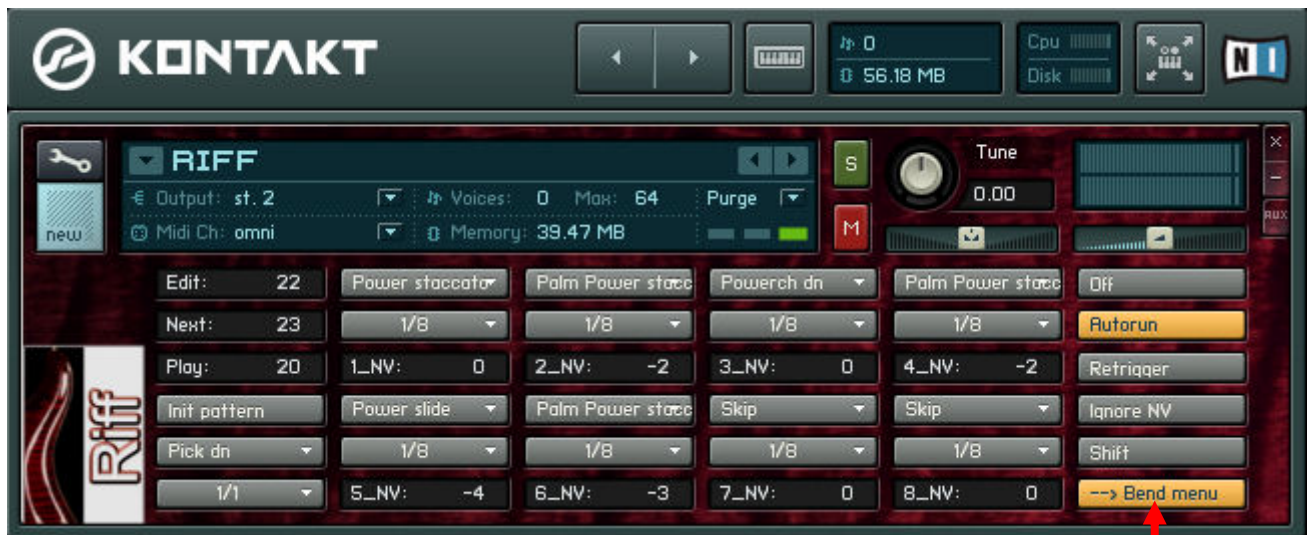 KONTAKT
0
56.18 MB
Cpu
Disk
N I
RIFF
S
Tune
0.00
Output: st. 2 Voices: 0 Max: 64 Purge
new
Midi Ch: omni Memory: 39.47 MB
M
AUX
Edit: 22 Power staccato Palm Power stacc Powerch dn Palm Power stacc Off
Next: 23 1/8 1/8 1/8 1/8 Autorun
Play: 20 1_NV: 0 2_NV: -2 3_NV: 0 4_NV: -2 Retrigger
Init pattern Power slide Palm Power stacc Skip Skip Ignore NV
Pick dn 1/8 1/8 1/8 1/8 Shift
1/1 5_NV: -4 6_NV: -3 7_NV: 0 8_NV: 0 --> Bend menu
Riff